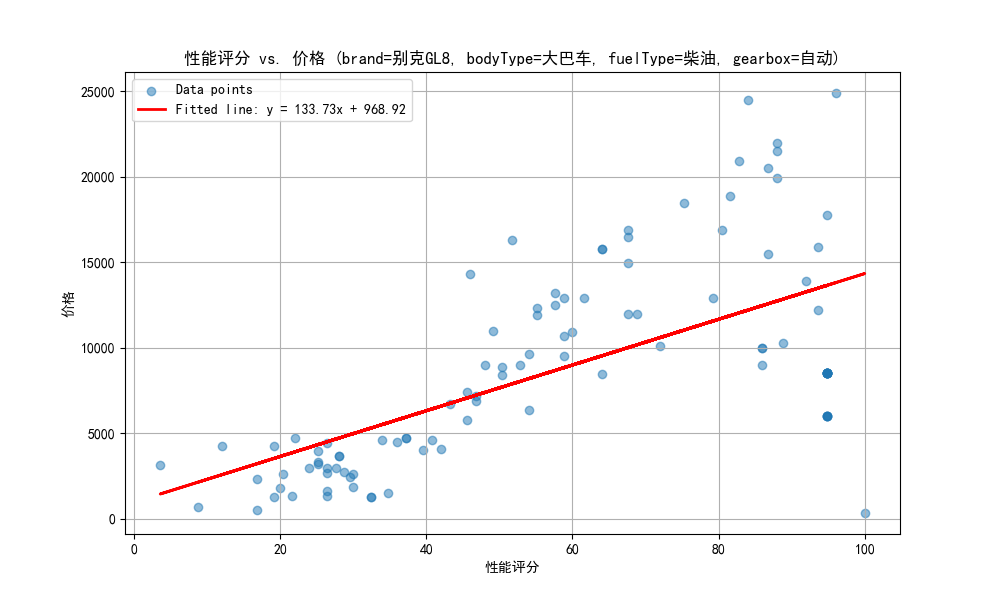 性能评分 vs. 价格 (brand=别克GL8, bodyType=大巴车, fuelType=柴油, gearbox=自动)
Data points
Fitted line: y = 133.73x + 968.92
25000
20000
15000
10000
5000
0
价格
0 20 40 60 80 100
性能评分